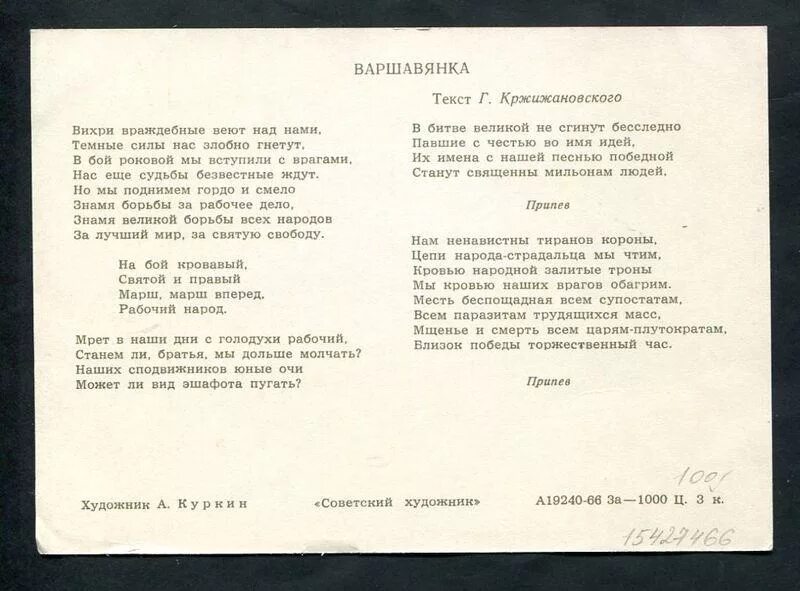 ВАРШАВЯНКА
Текст Г. Кржижановского
Вихри враждебные веют над нами,
Темные силы нас злобно гнетут,
В бой роковой мы вступили с врагами,
Нас еще судьбы безвестные ждут.
Но мы поднимем гордо и смело
Знамя борьбы за рабочее дело,
Знамя великой борьбы всех народов
За лучший мир, за святую свободу.
На бой кровавый,
Святой и правый
Марш, марш вперед,
Рабочий народ.
Мрет в наши дни с голодухи рабочий,
Станем ли, братья, мы дольше молчать?
Наших сподвижников юные очи
Может ли вид эшафота пугать?
В битве великой не сгинут бесследно
Павшие с честью во имя идей,
Их имена с нашей песнью победной
Станут священны мильонам людей.
Припев
Нам ненавистны тиранов короны,
Цепи народа-страдальца мы чтим,
Кровью народной залитые троны
Мы кровью наших врагов обагрим.
Месть беспощадная всем супостатам,
Всем паразитам трудящихся масс,
Мщенье и смерть всем царям-плутократам,
Близок победы торжественный час.
Припев
Художник А. Куркин
«Советский художник»
А19240-66 За—1000 Ц. 3 к.
15427466